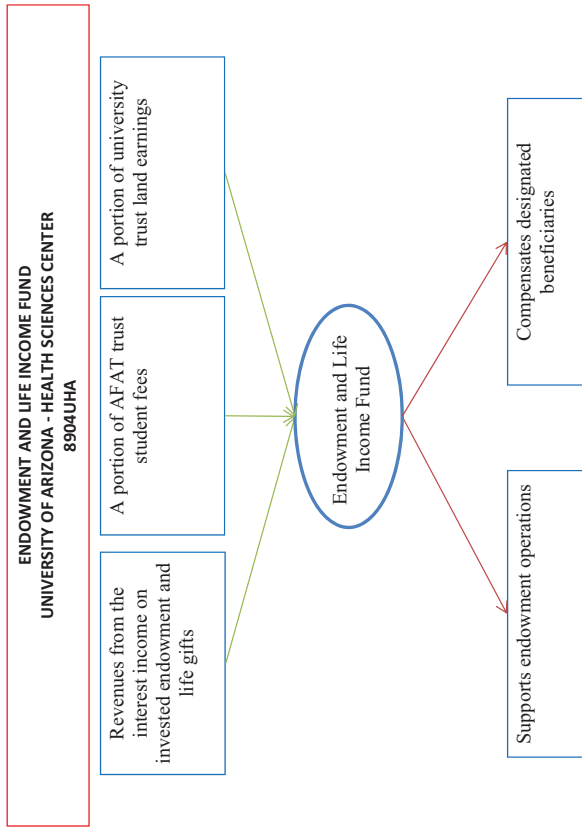 ENDOWMENT AND LIFE INCOME FUND
UNIVERSITY OF ARIZONA - HEALTH SCIENCES CENTER
8904UHA
Revenues from the
interest income on
invested endowment and
life gifts
A portion of AFAT trust
student fees
A portion of university
trust land earnings
Endowment and Life
Income Fund
Supports endowment operations
Compensates designated
beneficiaries